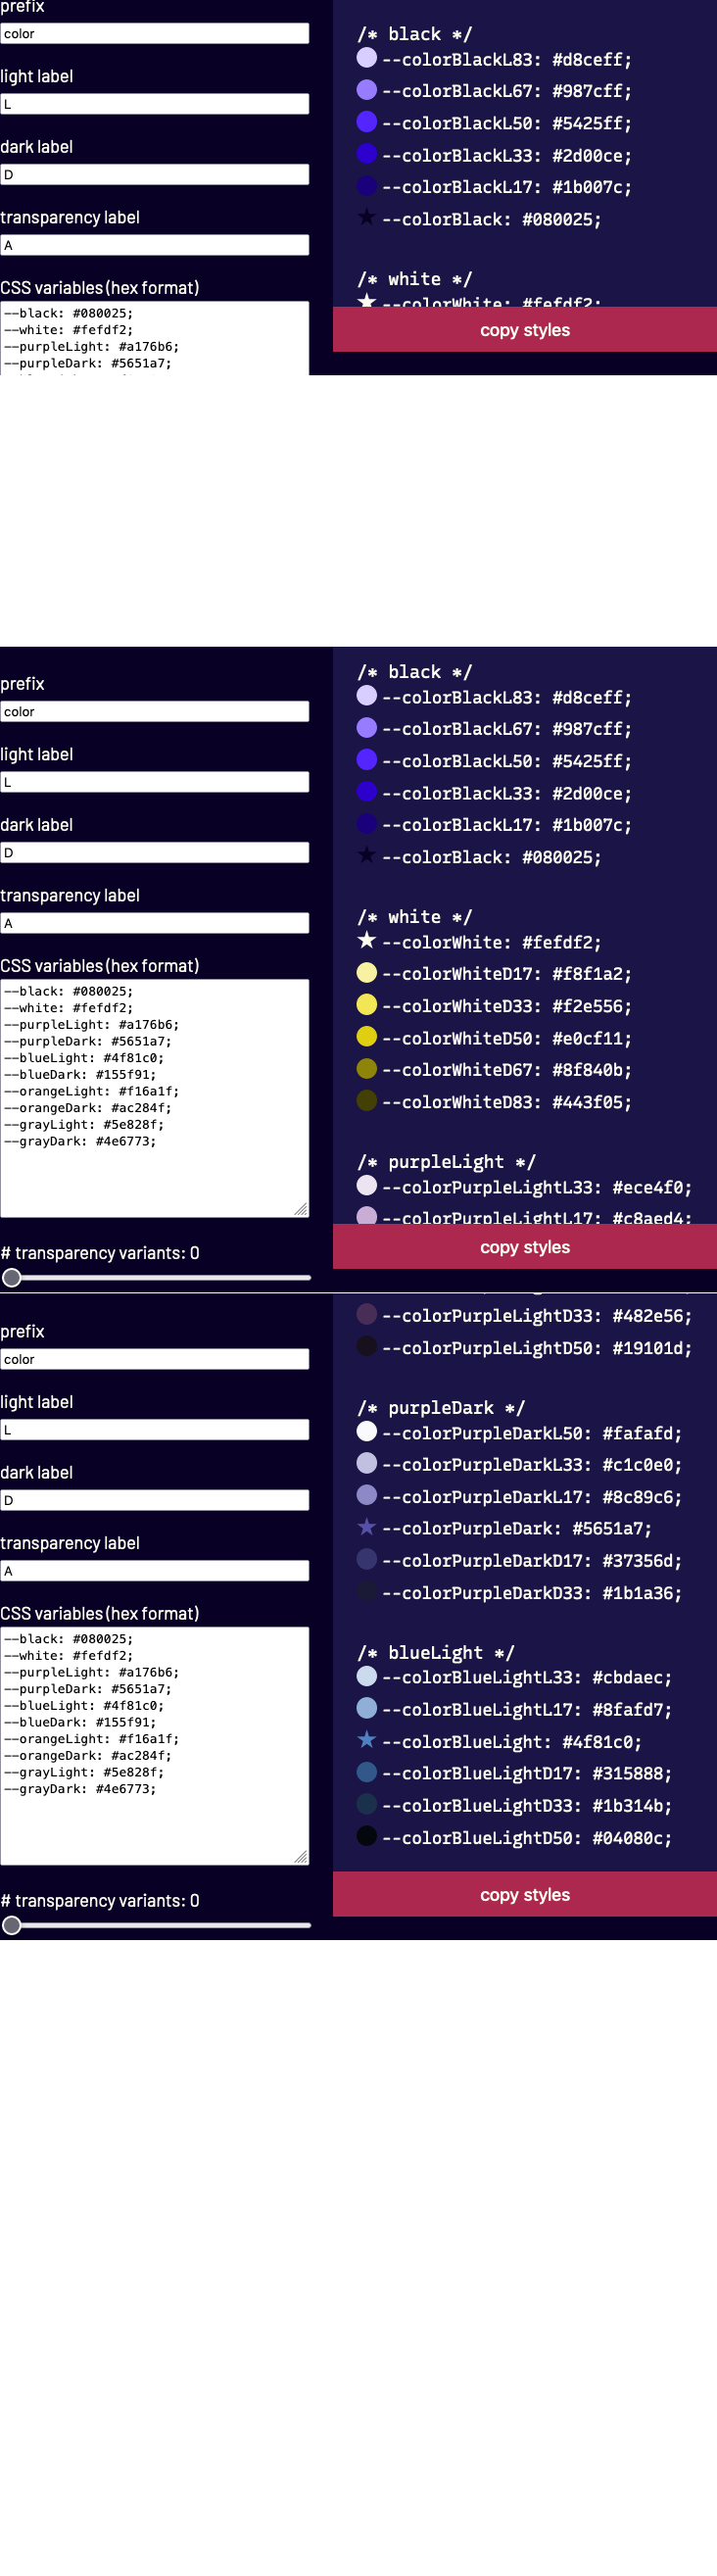 prefix
color
light label
L
dark label
D
transparency label
A
CSS variables (hex format)
--black: #080025;
--white: #fefdf2;
--purpleLight: #a176b6;
--purpleDark: #5651a7;
/* black */
--colorBlackL83: #d8ceff;
--colorBlackL67: #987cff;
--colorBlackL50: #5425ff;
--colorBlackL33: #2d00ce;
--colorBlackL17: #1b007c;
--colorBlack: #080025;
/* white */
--colorWhite: #fefdf2;
copy styles
prefix
color
light label
L
dark label
D
transparency label
A
CSS variables (hex format)
--black: #080025;
--white: #fefdf2;
--purpleLight: #a176b6;
--purpleDark: #5651a7;
--blueLight: #4f81c0;
--blueDark: #155f91;
--orangeLight: #f16a1f;
--orangeDark: #ac284f;
--grayLight: #5e828f;
--grayDark: #4e6773;
# transparency variants: 0
/* black */
--colorBlackL83: #d8ceff;
--colorBlackL67: #987cff;
--colorBlackL50: #5425ff;
--colorBlackL33: #2d00ce;
--colorBlackL17: #1b007c;
--colorBlack: #080025;
/* white */
--colorWhite: #fefdf2;
--colorWhiteD17: #f8f1a2;
--colorWhiteD33: #f2e556;
--colorWhiteD50: #e0cf11;
--colorWhiteD67: #8f840b;
--colorWhiteD83: #443f05;
/* purpleLight */
--colorPurpleLightL33: #ece4f0;
--colorPurpleLightL17: #c8aed4;
copy styles
prefix
color
light label
L
dark label
D
transparency label
A
CSS variables (hex format)
--black: #080025;
--white: #fefdf2;
--purpleLight: #a176b6;
--purpleDark: #5651a7;
--blueLight: #4f81c0;
--blueDark: #155f91;
--orangeLight: #f16a1f;
--orangeDark: #ac284f;
--grayLight: #5e828f;
--grayDark: #4e6773;
# transparency variants: 0
--colorPurpleLightD33: #482e56;
--colorPurpleLightD50: #19101d;
/* purpleDark */
--colorPurpleDarkL50: #fafafd;
--colorPurpleDarkL33: #c1c0e0;
--colorPurpleDarkL17: #8c89c6;
--colorPurpleDark: #5651a7;
--colorPurpleDarkD17: #37356d;
--colorPurpleDarkD33: #1b1a36;
/* blueLight */
--colorBlueLightL33: #cbdaec;
--colorBlueLightL17: #8fafd7;
--colorBlueLight: #4f81c0;
--colorBlueLightD17: #315888;
--colorBlueLightD33: #1b314b;
--colorBlueLightD50: #04080c;
copy styles